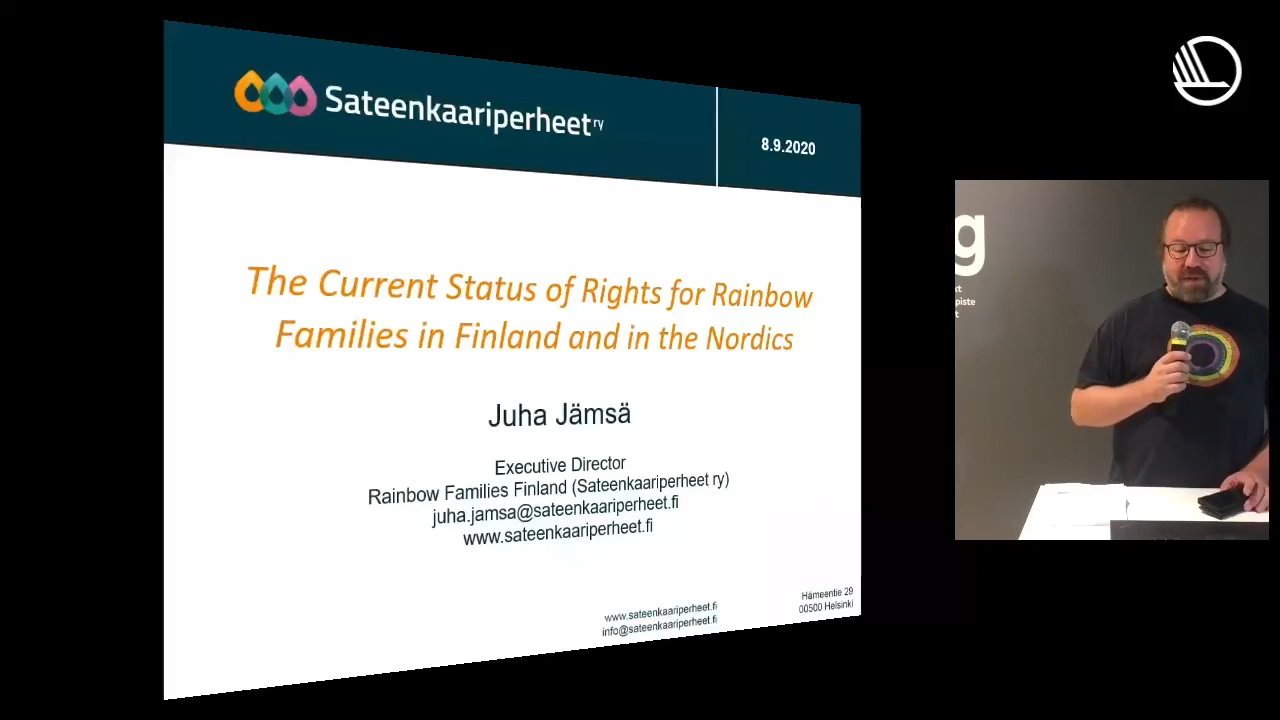 Sateenkaariperheet ry
8.9.2020
The Current Status of Rights for Rainbow
Families in Finland and in the Nordics
Juha Jämsä
Executive Director
Rainbow Families Finland (Sateenkaariperheet ry)
juha.jamsa@sateenkaariperheet.fi
www.sateenkaariperheet.fi
www.sateenkaariperheet.fi
info@sateenkaariperheet.fi
Hämeentie 29
00500 Helsinki
g
kt
piste
t